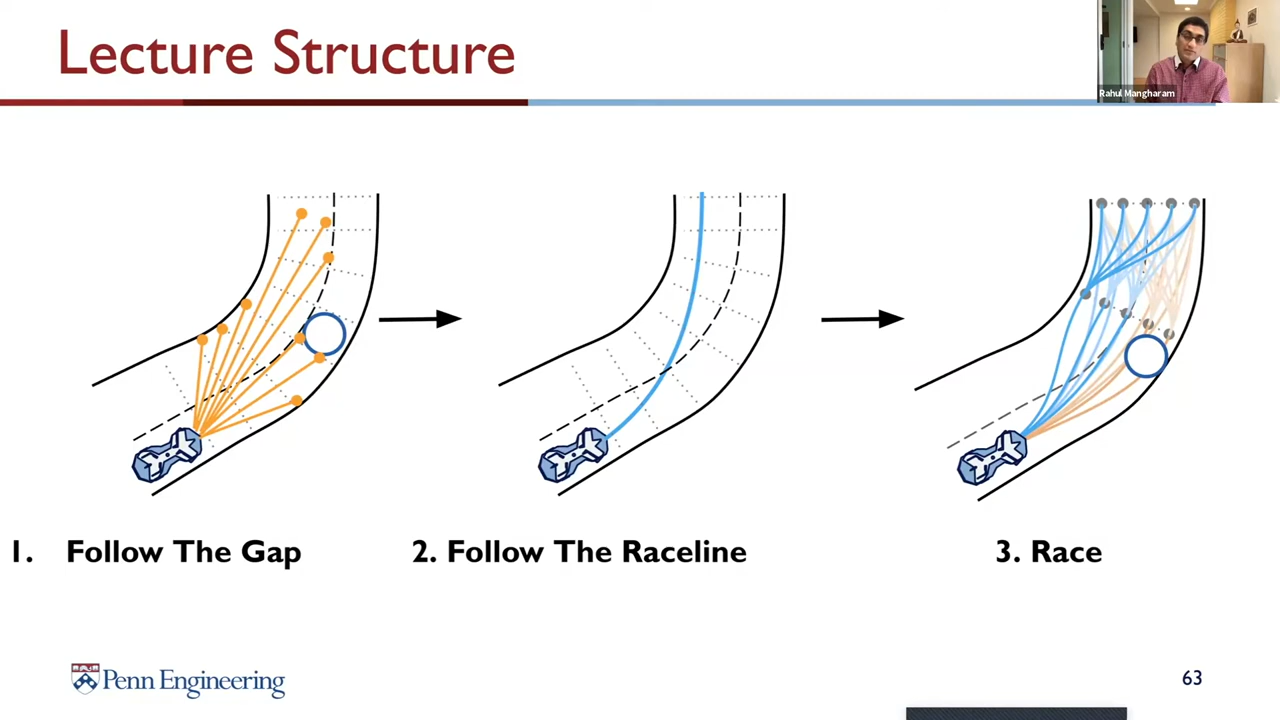 Lecture Structure
Rahul Mangharam
1. Follow The Gap
2. Follow The Raceline
3. Race
Penn Engineering
63